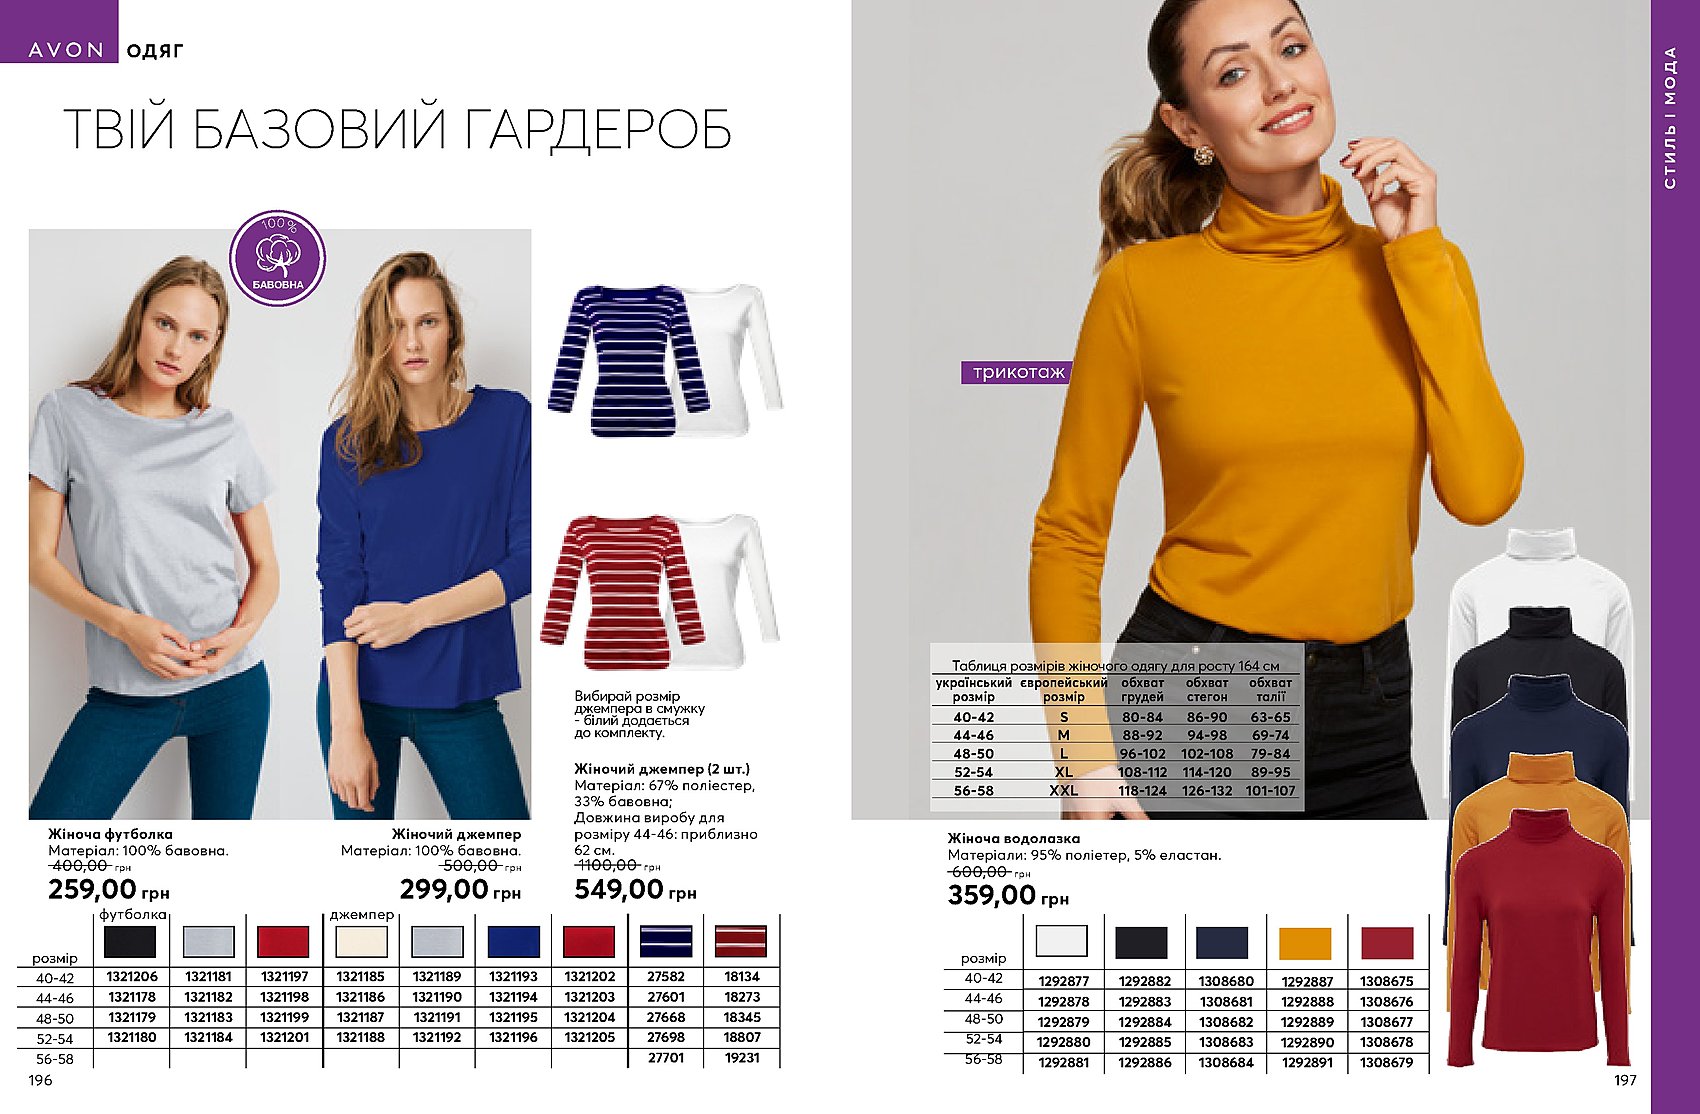 AVON ОДЯГ
ТВІЙ БАЗОВИЙ ГАРДЕРОБ
100%
БАВОВНА
Вибирай розмір
джемпера в смужку
- білий додається
до комплекту.
Жіночий джемпер (2 шт.)
Матеріал: 67% поліестер,
33% бавовна;
Довжина виробу для
розміру 44-46: приблизно
62 см.
1100,00 грн
549,00 грн
Жіноча футболка
Матеріал: 100% бавовна.
400,00 грн
259,00 грн
Жіночий джемпер
Матеріал: 100% бавовна.
500,00 грн
299,00 грн
футболка джемпер
розмір
40-42 1321206 1321181 1321197 1321185 1321189 1321193 1321202 27582 18134
44-46 1321178 1321182 1321198 1321186 1321190 1321194 1321203 27601 18273
48-50 1321179 1321183 1321199 1321187 1321191 1321195 1321204 27668 18345
52-54 1321180 1321184 1321201 1321188 1321192 1321196 1321205 27698 18807
56-58 27701 19231
196
СТИЛЬ І МОДА
трикотаж
Таблиця розмірів жіночого одягу для росту 164 см
український європейський обхват обхват обхват
розмір розмір грудей стегон талії
40-42 S 80-84 86-90 63-65
44-46 M 88-92 94-98 69-74
48-50 L 96-102 102-108 79-84
52-54 XL 108-112 114-120 89-95
56-58 XXL 118-124 126-132 101-107
Жіноча водолазка
Матеріали: 95% поліетер, 5% еластан.
600,00 грн
359,00 грн
розмір
40-42 1292877 1292882 1308680 1292887 1308675
44-46 1292878 1292883 1308681 1292888 1308676
48-50 1292879 1292884 1308682 1292889 1308677
52-54 1292880 1292885 1308683 1292890 1308678
56-58 1292881 1292886 1308684 1292891 1308679
197